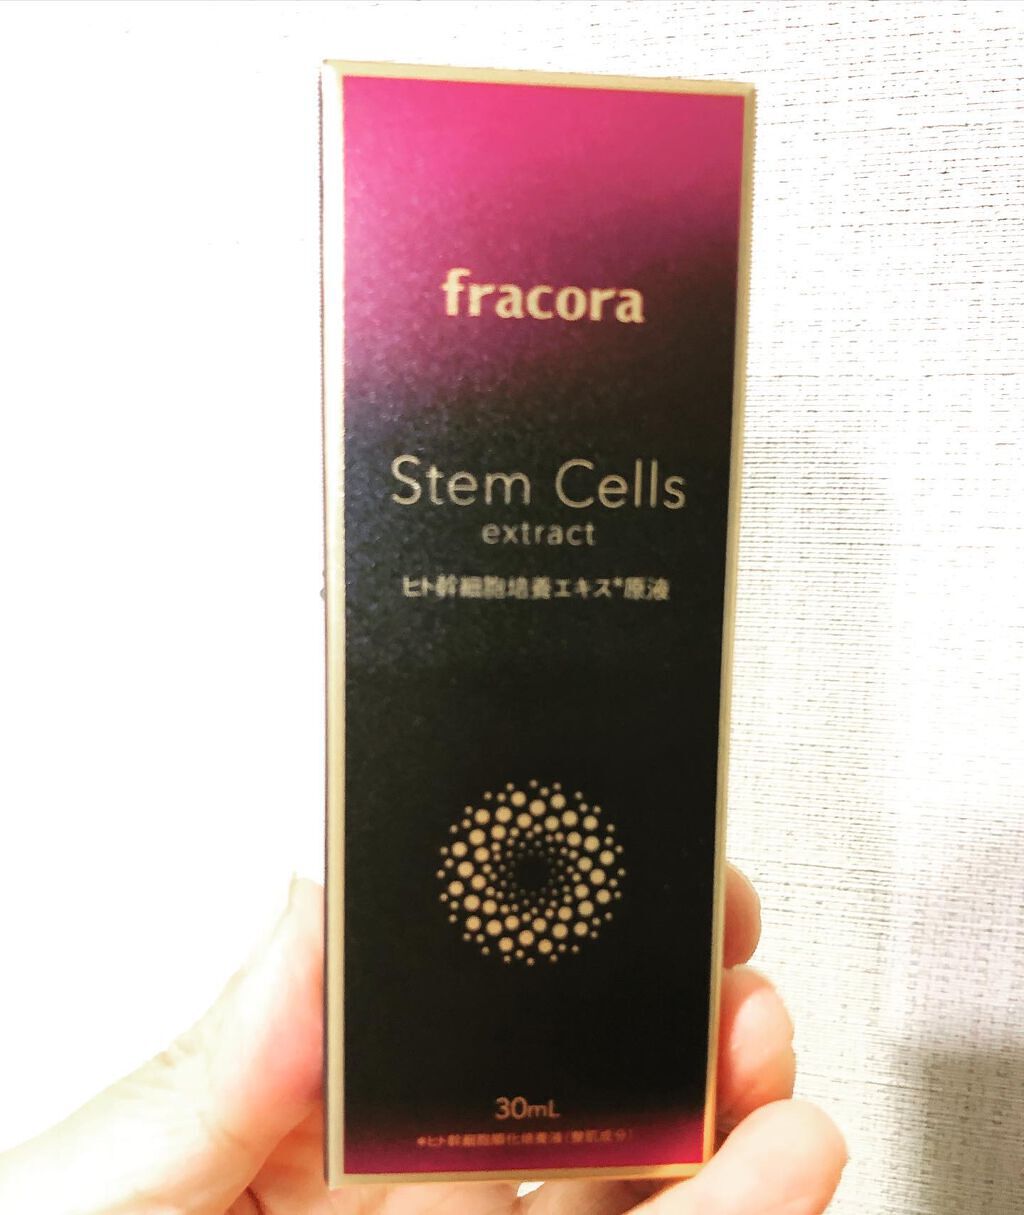 fracora
Stem Cells
extract
ヒト幹細胞培養エキス*原液
30mL
*ヒト幹細胞順化培養液(整肌成分)